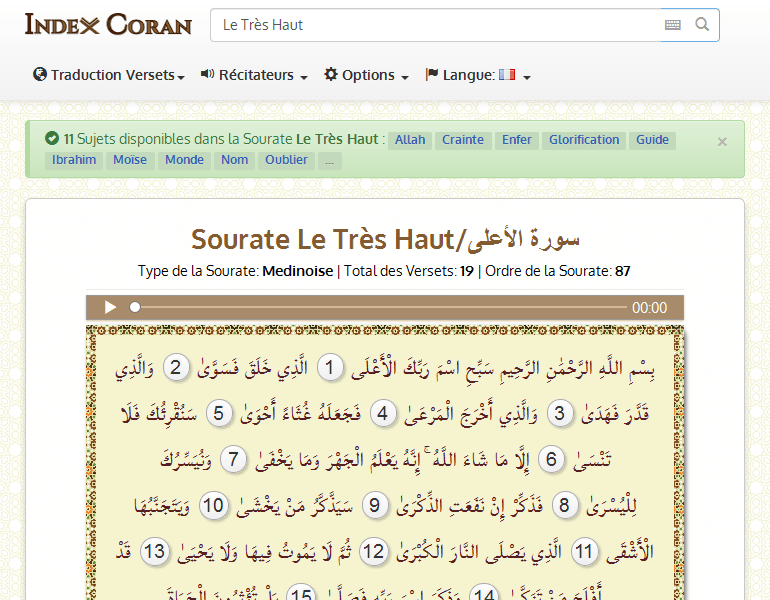 Index Coran
Le Très Haut
Traduction Versets Récitateurs Options Langue:
11 Sujets disponibles dans la Sourate Le Très Haut : Allah Crainte Enfer Glorification Guide ×
Ibrahim Moïse Monde Nom Oublier ...
Sourate Le Très Haut/سورة الأعلى
Type de la Sourate: Medinoise | Total des Versets: 19 | Ordre de la Sourate: 87
00:00
بِسْمِ اللَّهِ الرَّحْمَٰنِ الرَّحِيمِ سَبِّحِ اسْمَ رَبِّكَ الْأَعْلَى 1 الَّذِي خَلَقَ فَسَوَّىٰ 2 وَالَّذِي
قَدَّرَ فَهَدَىٰ 3 وَالَّذِي أَخْرَجَ الْمَرْعَىٰ 4 فَجَعَلَهُ غُثَاءً أَحْوَىٰ 5 سَنُقْرِئُكَ فَلَا
تَنْسَىٰ 6 إِلَّا مَا شَاءَ اللَّهُ ۚ إِنَّهُ يَعْلَمُ الْجَهْرَ وَمَا يَخْفَىٰ 7 وَنُيَسِّرُكَ
لِلْيُسْرَىٰ 8 فَذَكِّرْ إِنْ نَفَعَتِ الذِّكْرَىٰ 9 سَيَذَّكَّرُ مَنْ يَخْشَىٰ 10 وَيَتَجَنَّبُهَا
الْأَشْقَى 11 الَّذِي يَصْلَى النَّارَ الْكُبْرَىٰ 12 ثُمَّ لَا يَمُوتُ فِيهَا وَلَا يَحْيَىٰ 13 قَدْ
أَفْلَحَ مَنْ تَزَكَّىٰ 14 وَذَكَرَ اسْمَ رَبِّهِ فَصَلَّىٰ 15 بَلْ تُؤْثِرُونَ الْحَيَاةَ